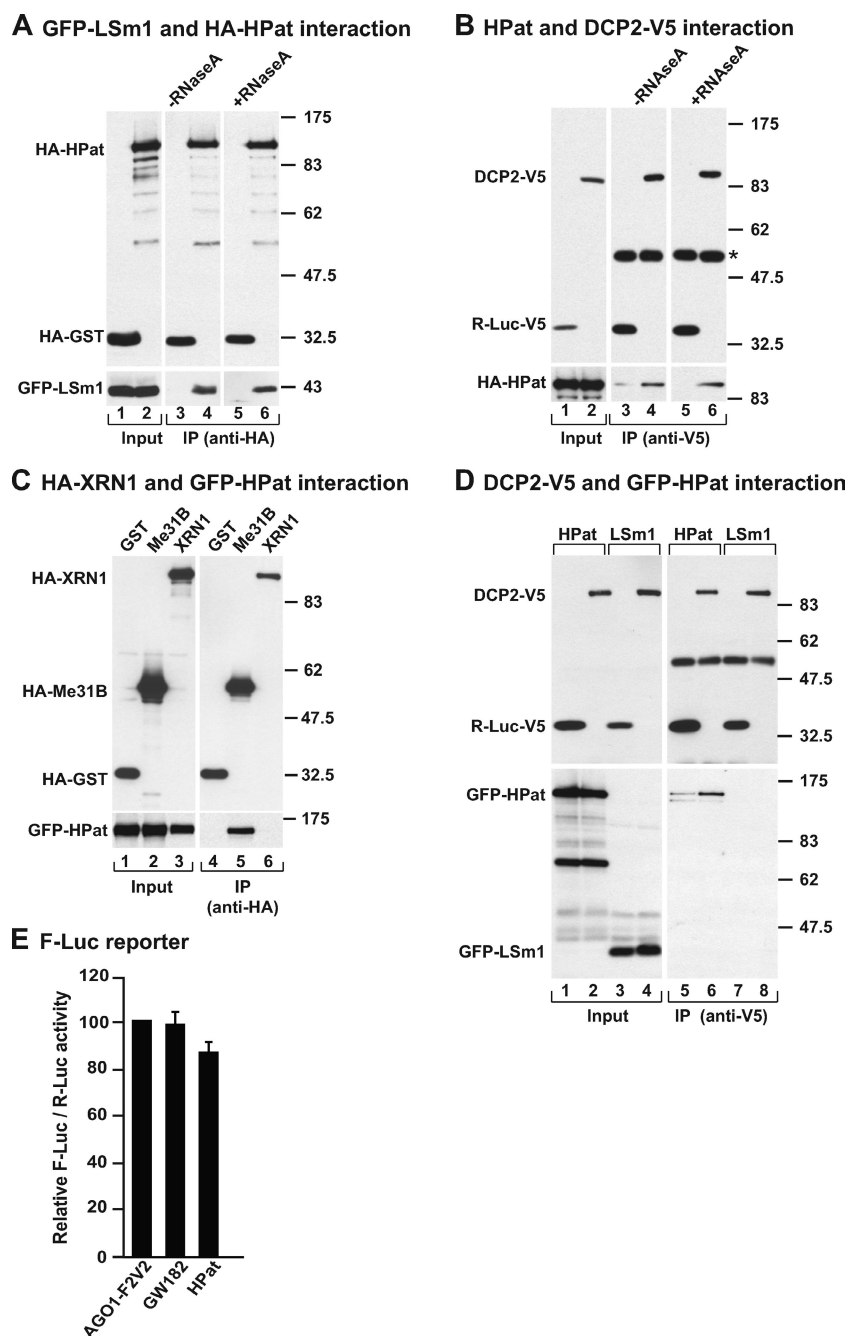 A GFP-LSm1 and HA-HPat interaction
-RNaseA
+RNaseA
175
HA-HPat
83
62
47.5
HA-GST
32.5
GFP-LSm1
43
1 2 3 4 5 6
Input IP (anti-HA)
B HPat and DCP2-V5 interaction
-RNAseA
+RNAseA
175
DCP2-V5
83
62
*
47.5
R-Luc-V5
32.5
HA-HPat
83
1 2 3 4 5 6
Input IP (anti-V5)
C HA-XRN1 and GFP-HPat interaction
GST Me31B XRN1 GST Me31B XRN1
HA-XRN1
83
62
HA-Me31B
47.5
HA-GST
32.5
175
GFP-HPat
1 2 3 4 5 6
Input IP
(anti-HA)
D DCP2-V5 and GFP-HPat interaction
HPat LSm1 HPat LSm1
DCP2-V5
83
62
47.5
R-Luc-V5
32.5
GFP-HPat
175
83
62
47.5
GFP-LSm1
1 2 3 4 5 6 7 8
Input IP (anti-V5)
E F-Luc reporter
Relative F-Luc / R-Luc activity
120
100
80
60
40
20
0
AGO1-F2V2
GW182
HPat